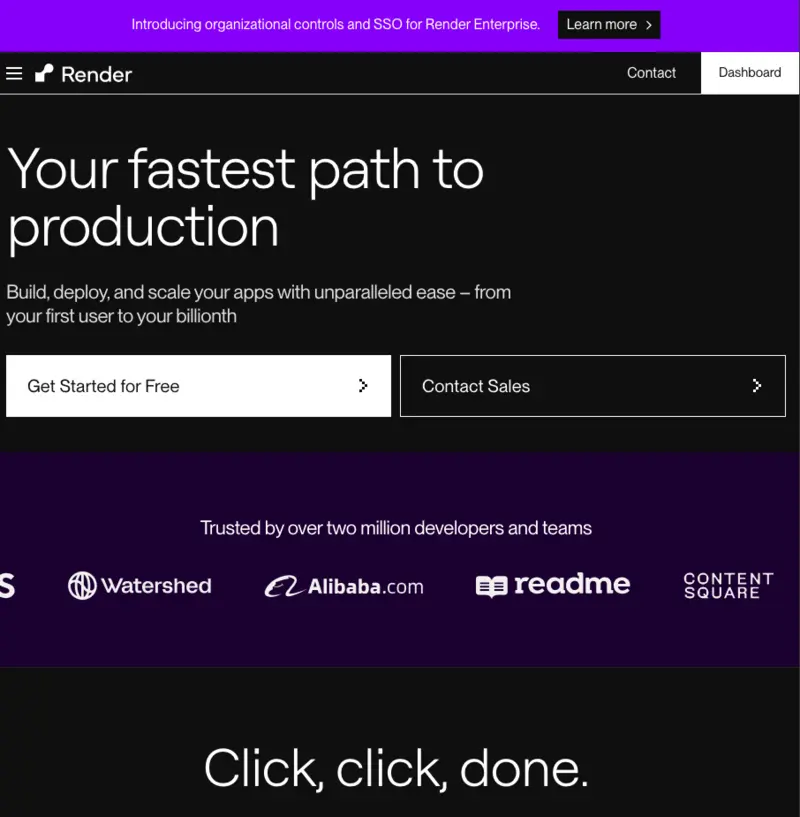 Introducing organizational controls and SSO for Render Enterprise. Learn more
Render Contact Dashboard
Your fastest path to
production
Build, deploy, and scale your apps with unparalleled ease – from
your first user to your billionth
Get Started for Free Contact Sales
Trusted by over two million developers and teams
S Watershed Alibaba.com readme CONTENT
SQUARE
Click, click, done.